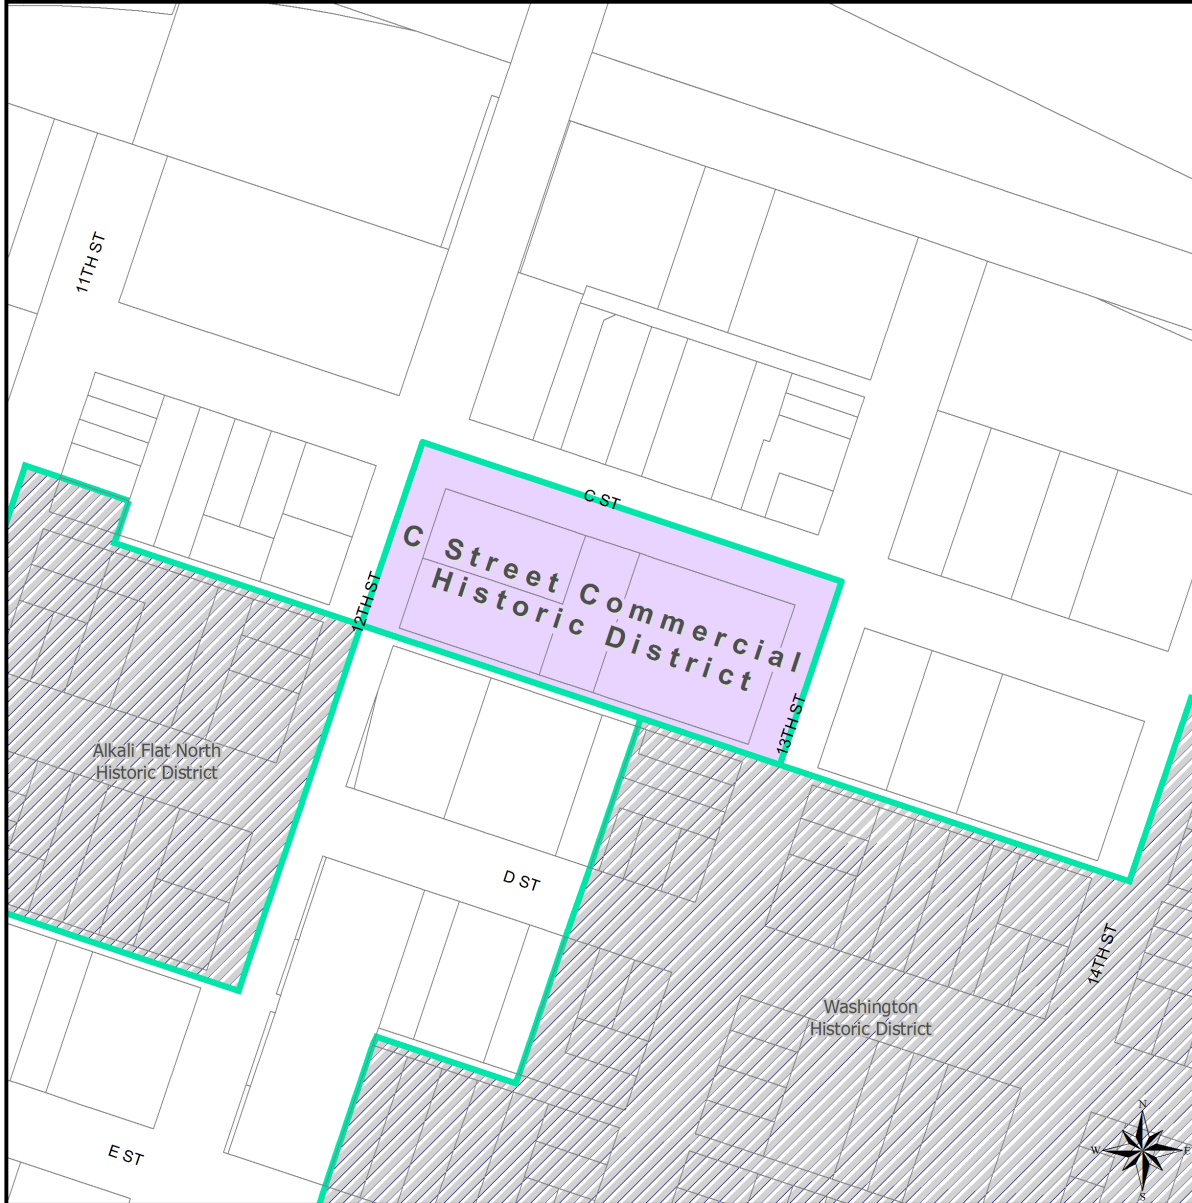 11TH ST
C ST
C Street Commercial
Historic District
12TH ST
13TH ST
Alkali Flat North
Historic District
D ST
14TH ST
Washington
Historic District
N
W
E
S
E ST